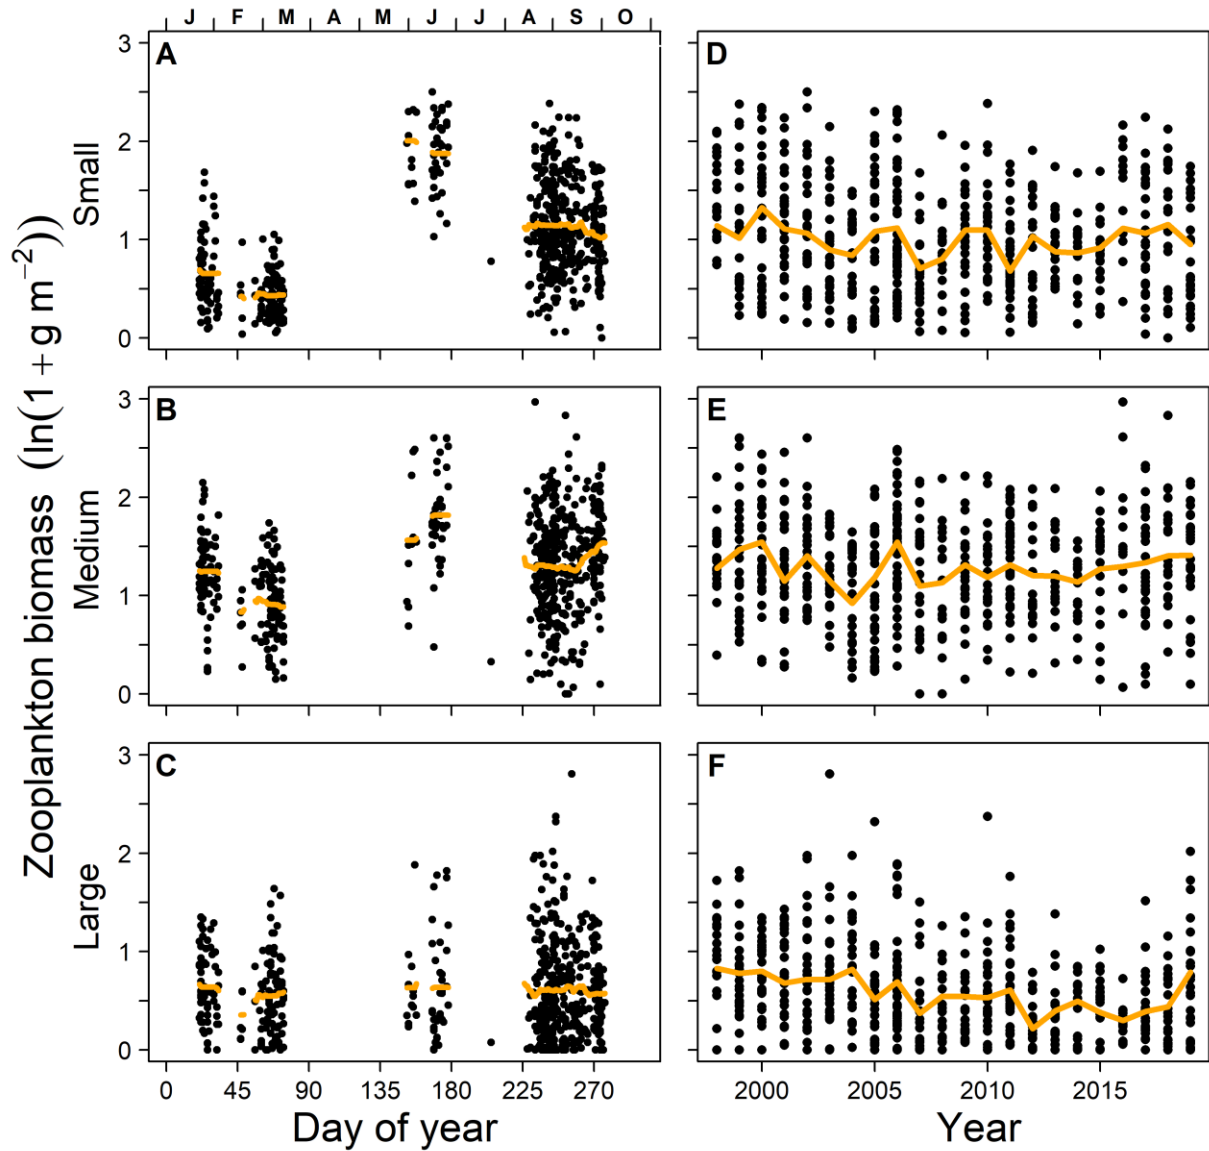 J F M A M J J A S O
A
D
3
2
1
0
Small
B
E
3
2
1
0
Medium
C
F
3
2
1
0
Large
Zooplankton biomass (ln(1 + g m⁻²))
0 45 90 135 180 225 270
2000 2005 2010 2015
Day of year
Year